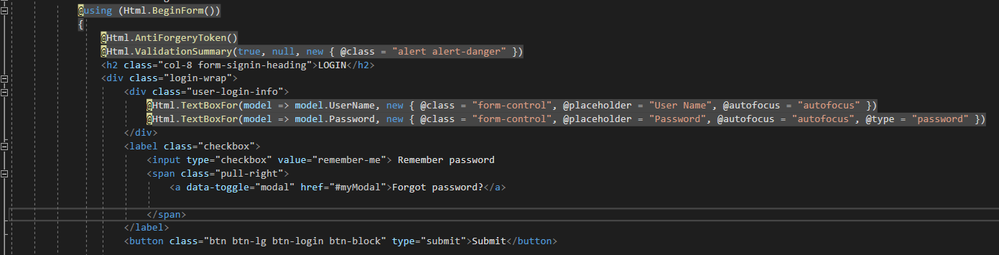 @using (Html.BeginForm())
{
@Html.AntiForgeryToken()
@Html.ValidationSummary(true, null, new { @class = "alert alert-danger" })
<h2 class="col-8 form-signin-heading">LOGIN</h2>
<div class="login-wrap">
<div class="user-login-info">
@Html.TextBoxFor(model => model.UserName, new { @class = "form-control", @placeholder = "User Name", @autofocus = "autofocus" })
@Html.TextBoxFor(model => model.Password, new { @class = "form-control", @placeholder = "Password", @autofocus = "autofocus", @type = "password" })
</div>
<label class="checkbox">
<input type="checkbox" value="remember-me"> Remember password
<span class="pull-right">
<a data-toggle="modal" href="#myModal">Forgot password?</a>
</span>
</label>
<button class="btn btn-lg btn-login btn-block" type="submit">Submit</button>